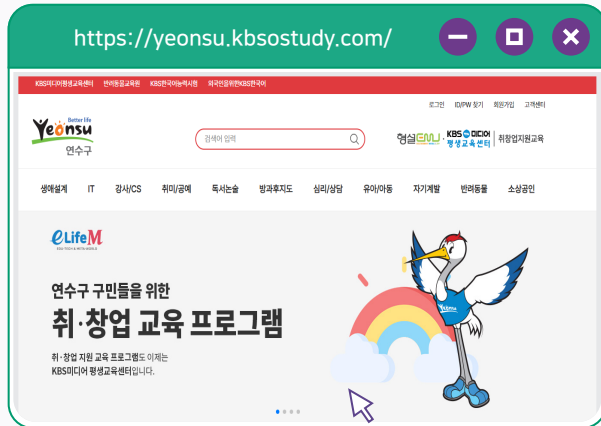 https://yeonsu.kbsostudy.com/
KBS미디어평생교육센터 반려동물교육원 KBS한국어능력시험 외국인을위한KBS한국어
로그인 ID/PW 찾기 회원가입 고객센터
Better life
Yeonsu
연수구
검색어 입력
형설EMJ · KBS 미디어 평생교육센터 취창업지원교육
생애설계 IT 강사/CS 취미/공예 독서논술 방과후지도 심리/상담 유아/아동 자기계발 반려동물 소상공인
eLifeM
연수구 구민들을 위한
취·창업 교육 프로그램
취·창업 지원 교육 프로그램도 이제는
KBS미디어 평생교육센터입니다.
Yeonsu